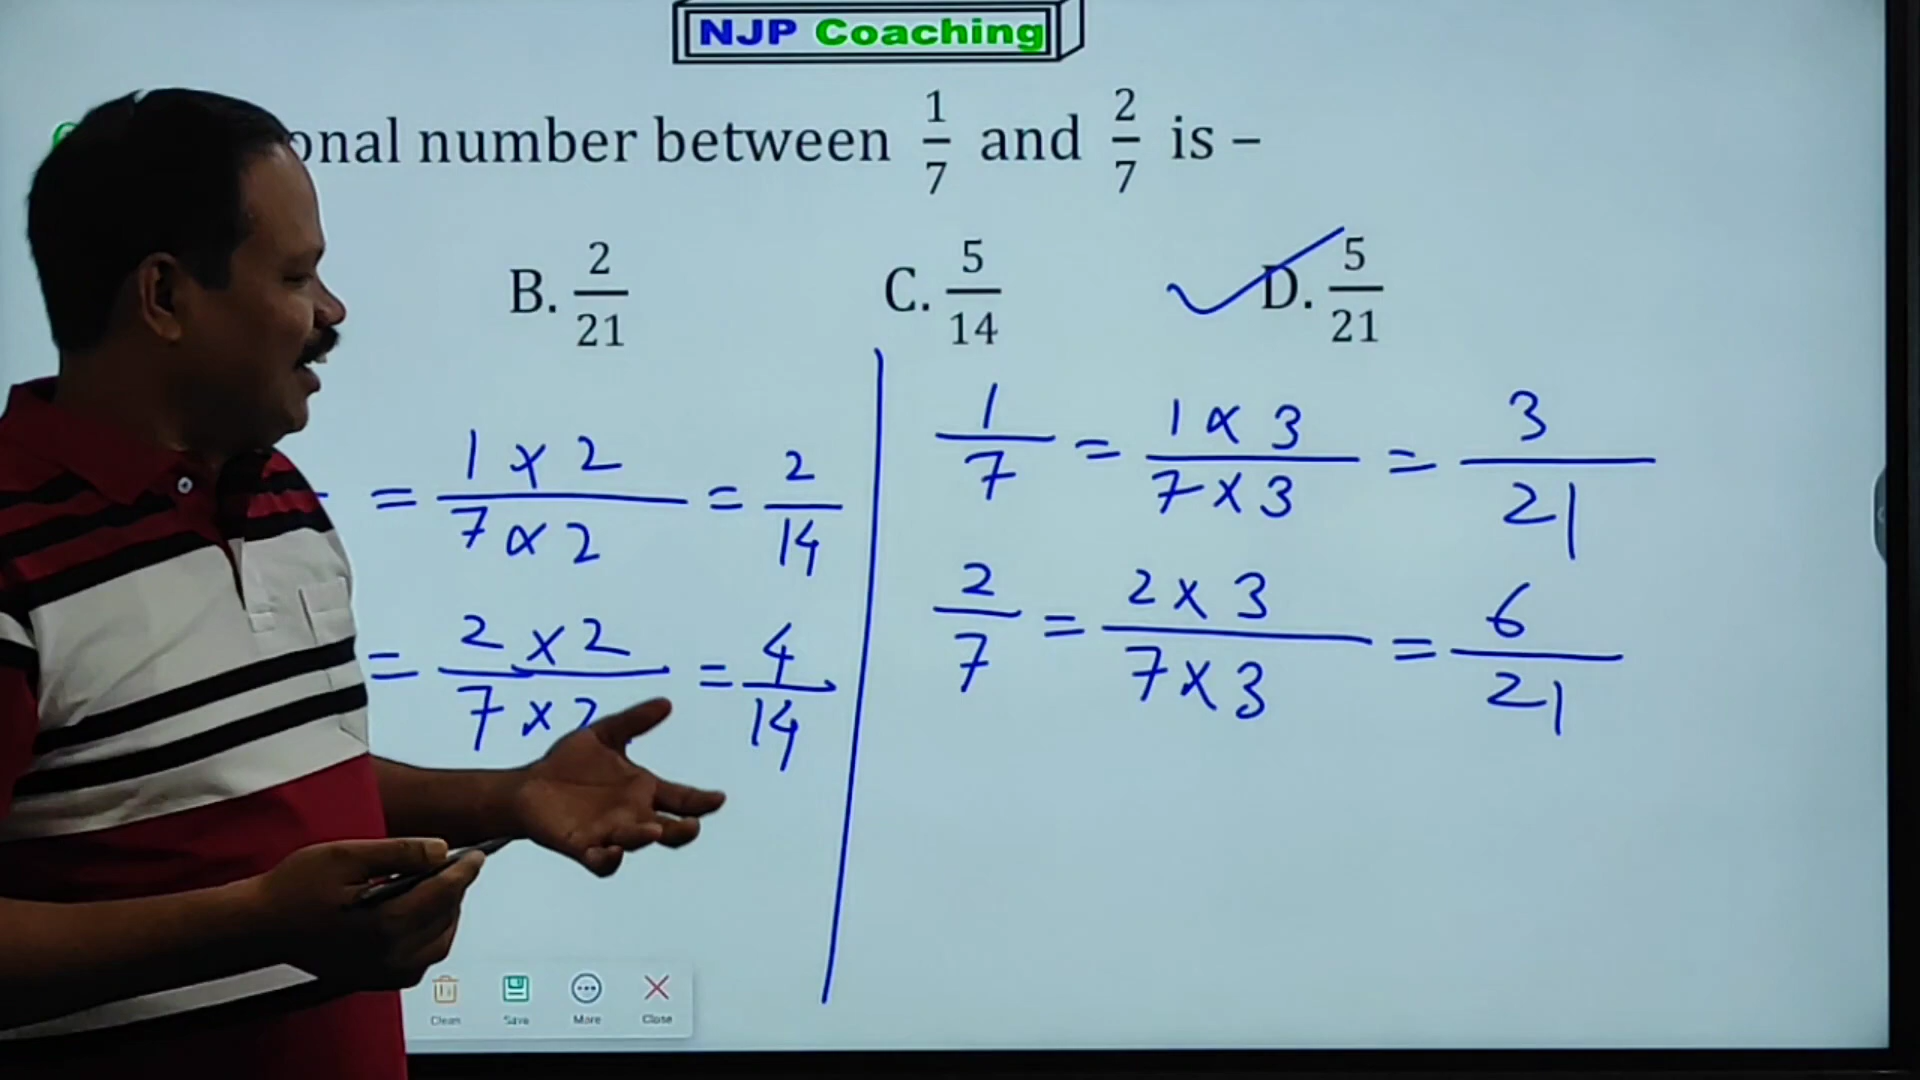 NJP Coaching
onal number between 1/7 and 2/7 is –
B. 2/21 C. 5/14 D. 5/21
= 1 × 2 / 7 × 2 = 2/14
= 2 × 2 / 7 × 2 = 4/14
1/7 = 1 × 3 / 7 × 3 = 3/21
2/7 = 2 × 3 / 7 × 3 = 6/21
Clean Save More Close